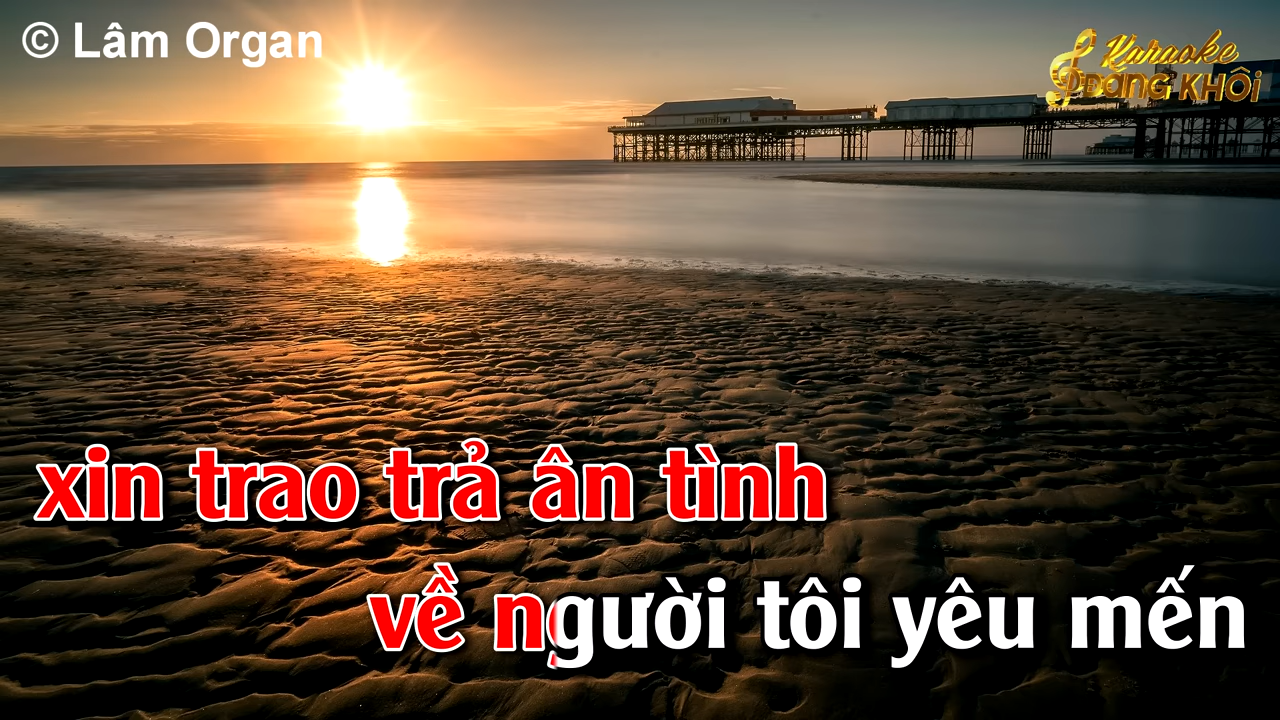 © Lâm Organ
Karaoke
ĐĂNG KHÔI
xin trao trả ân tình
về người tôi yêu mến